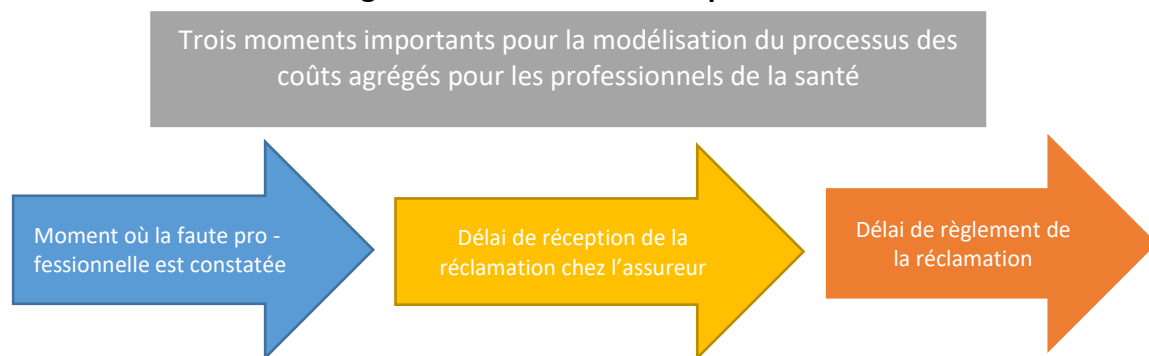 Trois moments importants pour la modélisation du processus des
coûts agrégés pour les professionnels de la santé
Moment où la faute pro -
fessionnelle est constatée
Délai de réception de la
réclamation chez l'assureur
Délai de règlement de
la réclamation